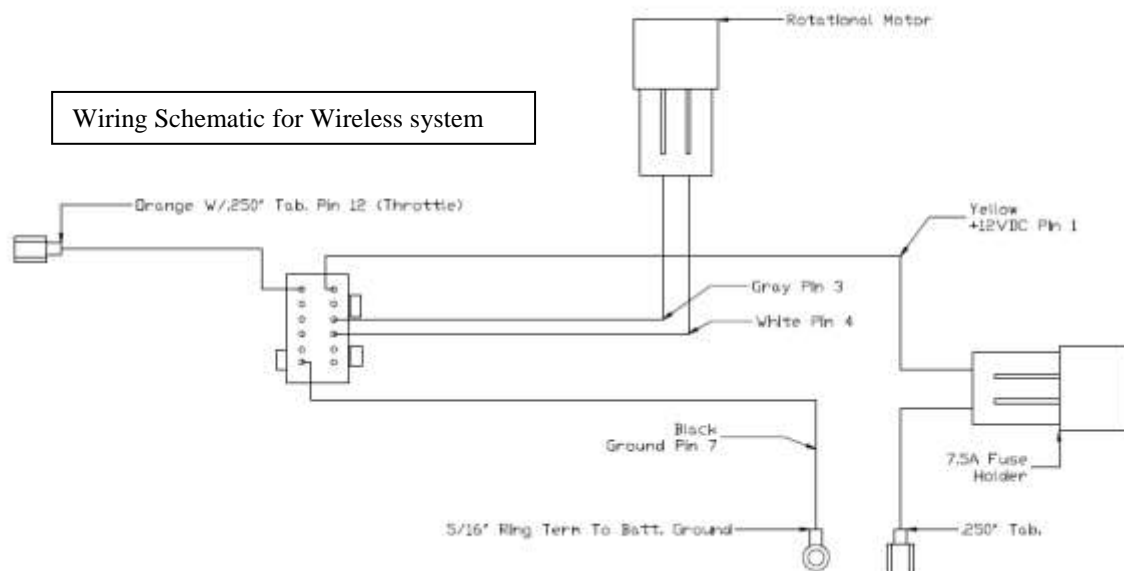 Rotational Motor
Wiring Schematic for Wireless system
Orange W/.250" Tab. Pin 12 (Throttle)
Yellow
+12VDC Pin 1
Gray Pin 3
White Pin 4
Black
Ground Pin 7
7.5A Fuse
Holder
5/16" Ring Term To Batt. Ground
.250" Tab.